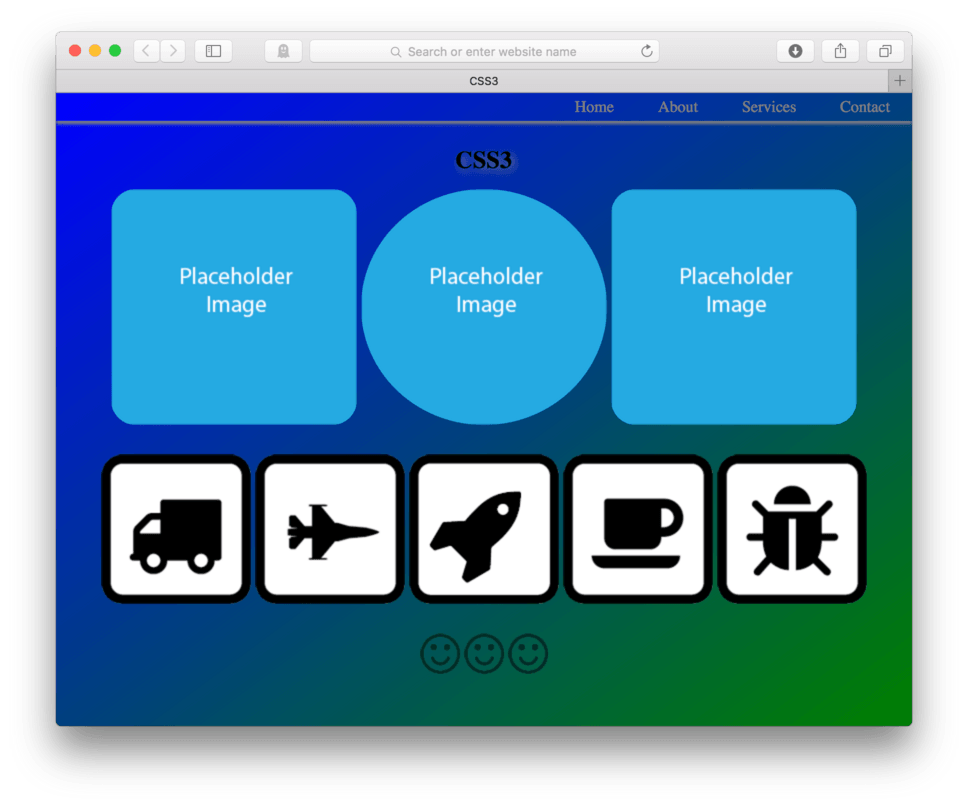 Search or enter website name
CSS3
Home About Services Contact
CSS3
Placeholder
Image
Placeholder
Image
Placeholder
Image